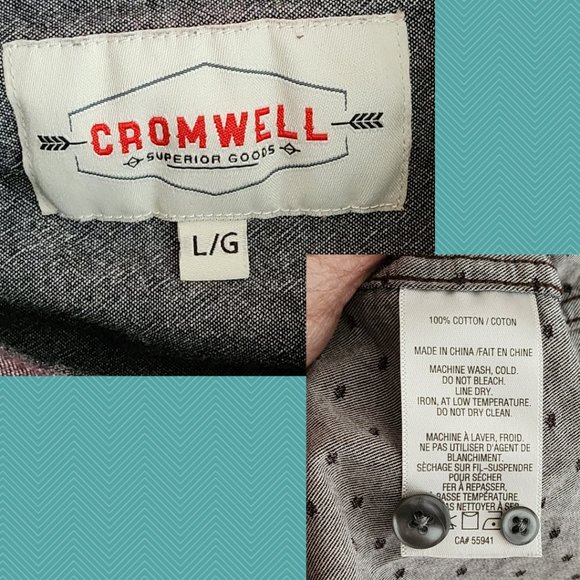 CROMWELL
SUPERIOR GOODS
L/G
100% COTTON / COTON
MADE IN CHINA /FAIT EN CHINE
MACHINE WASH, COLD.
DO NOT BLEACH.
LINE DRY.
IRON, AT LOW TEMPERATURE.
DO NOT DRY CLEAN.
MACHINE À LAVER, FROID.
NE PAS UTILISER D'AGENT DE
BLANCHIMENT.
SÈCHAGE SUR FIL-SUSPENDRE
POUR SÉCHER
FER À REPASSER,
BASSE TEMPÉRATURE.
NETTOYER À
CA# 55941